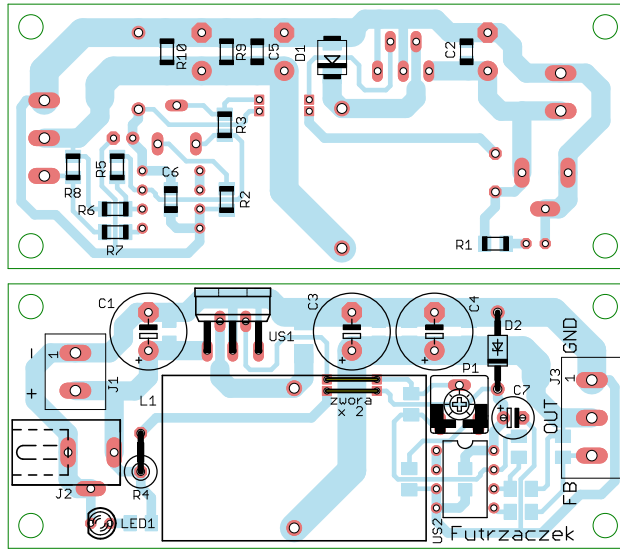 R10
R9
C5
D1
C2
R3
R5
C6
R8
R2
R6
R7
R1
C1
US1
C3
C4
D2
GND
-
1
+
J1
L1
zwora
x 2
P1
C7
+
J3
1
OUT
J2
R4
LED1
US2
FB
Futrzaczek
+
+
+